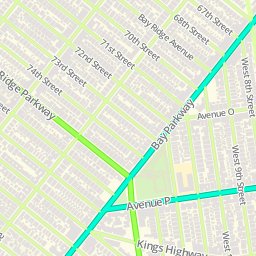 67th Street
68th Street
Bay Ridge Avenue
70th Street
71st Street
72nd Street
73rd Street
74th Street
Ridge Parkway
Bay Parkway
West 8th Street
Avenue O
West 9th Street
Avenue P
Kings Highway
West